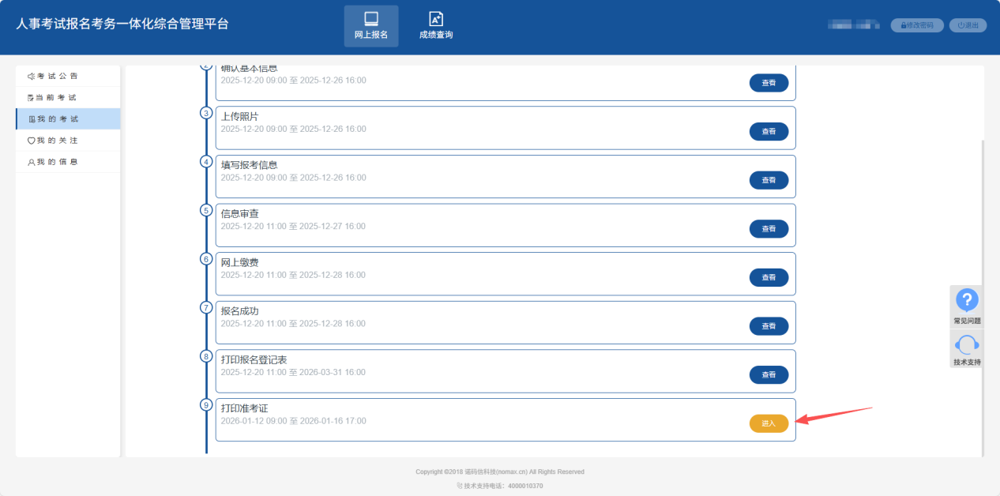 人事考试报名考务一体化综合管理平台
网上报名
成绩查询
修改密码
退出
考试公告
当前考试
我的考试
我的关注
我的信息
2
确认基本信息
2025-12-20 09:00 至 2025-12-26 16:00
查看
3
上传照片
2025-12-20 09:00 至 2025-12-26 16:00
查看
4
填写报考信息
2025-12-20 09:00 至 2025-12-26 16:00
查看
5
信息审查
2025-12-20 11:00 至 2025-12-27 16:00
查看
6
网上缴费
2025-12-20 11:00 至 2025-12-28 16:00
查看
7
报名成功
2025-12-20 11:00 至 2025-12-28 16:00
查看
8
打印报名登记表
2025-12-20 11:00 至 2026-03-31 16:00
查看
9
打印准考证
2026-01-12 09:00 至 2026-01-16 17:00
进入
常见问题
技术支持
Copyright ©2018 诺码信科技(nomax.cn) All Rights Reserved
技术支持电话：4000010370